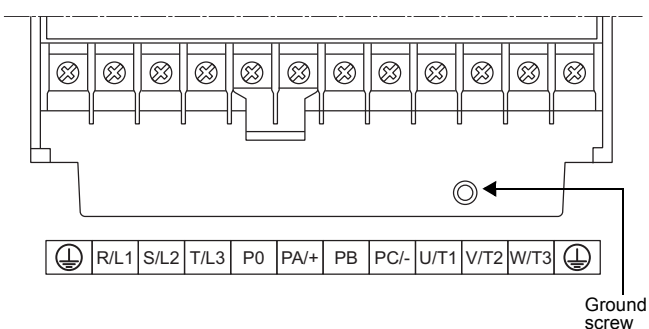 R/L1 S/L2 T/L3 P0 PA/+ PB PC/- U/T1 V/T2 W/T3
Ground
screw